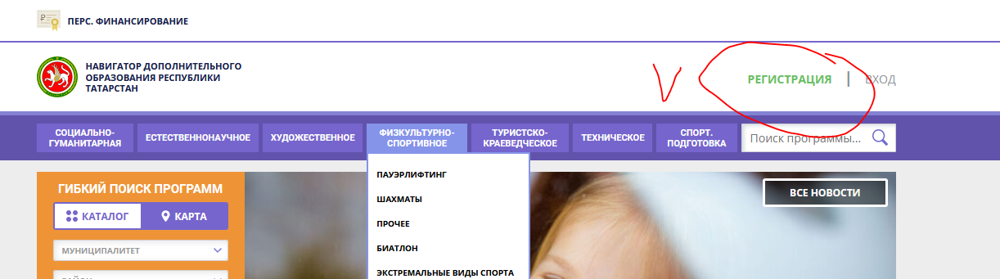 ПЕРС. ФИНАНСИРОВАНИЕ
НАВИГАТОР ДОПОЛНИТЕЛЬНОГО
ОБРАЗОВАНИЯ РЕСПУБЛИКИ
ТАТАРСТАН
V
РЕГИСТРАЦИЯ | ВХОД
СОЦИАЛЬНО-
ГУМАНИТАРНАЯ
ЕСТЕСТВЕННОНАУЧНОЕ
ХУДОЖЕСТВЕННОЕ
ФИЗКУЛЬТУРНО-
СПОРТИВНОЕ
ТУРИСТСКО-
КРАЕВЕДЧЕСКОЕ
ТЕХНИЧЕСКОЕ
СПОРТ.
ПОДГОТОВКА
Поиск программы...
ПАУЭРЛИФТИНГ
ШАХМАТЫ
ПРОЧЕЕ
БИАТЛОН
ЭКСТРЕМАЛЬНЫЕ ВИДЫ СПОРТА
ГИБКИЙ ПОИСК ПРОГРАММ
КАТАЛОГ
КАРТА
МУНИЦИПАЛИТЕТ
РАЙОН
ВСЕ НОВОСТИ